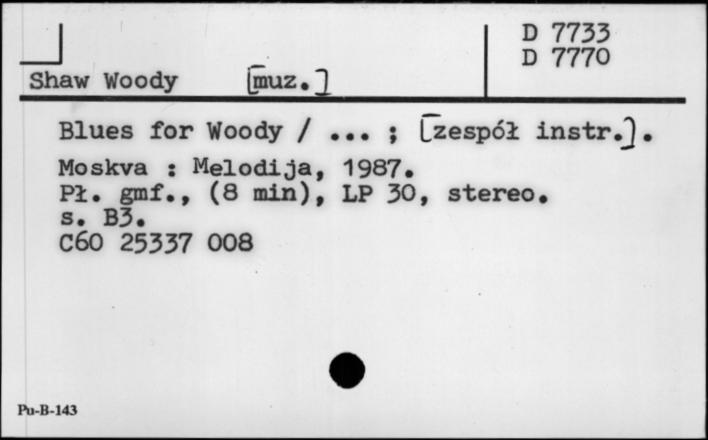 D 7733
D 7770
Shaw Woody [muz.]
Blues for Woody / ... ; [zespół instr.].
Moskva : Melodija, 1987.
Pł. gmf., (8 min), LP 30, stereo.
s. B3.
C60 25337 008
Pu-B-143